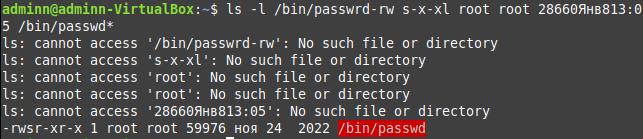 adminn@adminn-VirtualBox:~$ ls -l /bin/passwrd-rw s-x-xl root root 28660Янв813:0
5 /bin/passwd*
ls: cannot access '/bin/passwrd-rw': No such file or directory
ls: cannot access 's-x-xl': No such file or directory
ls: cannot access 'root': No such file or directory
ls: cannot access 'root': No such file or directory
ls: cannot access '28660Янв813:05': No such file or directory
-rwsr-xr-x 1 root root 59976 ноя 24  2022 /bin/passwd